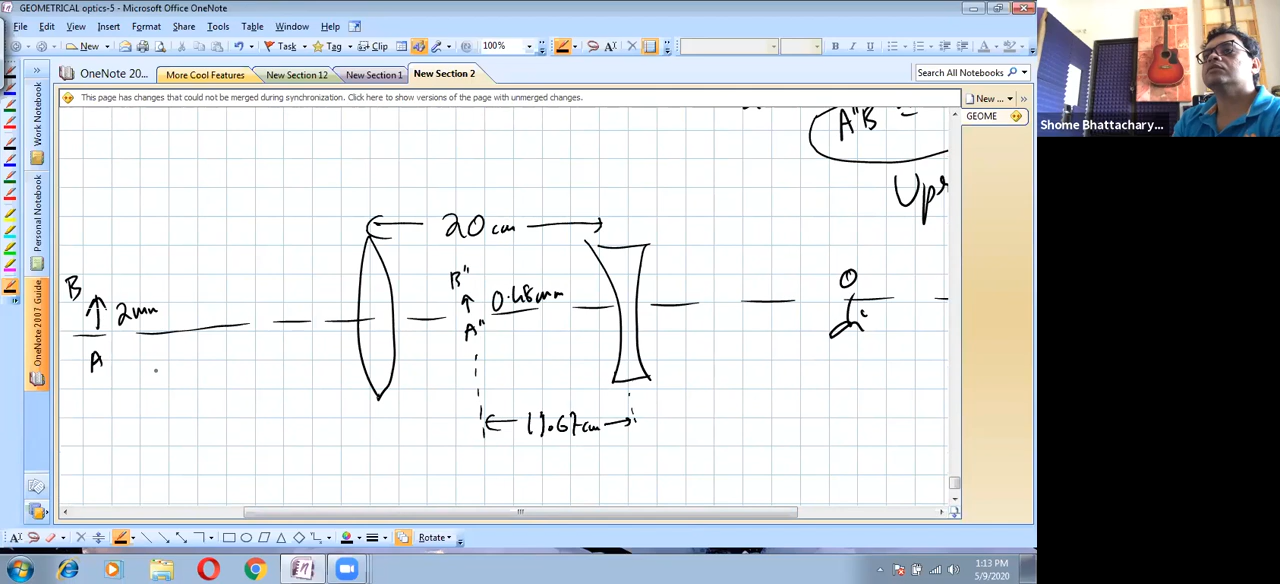 GEOMETRICAL optics-5 - Microsoft Office OneNote
File Edit View Insert Format Share Tools Table Window Help
New Task Tag Clip 100% B I U
OneNote 20... More Cool Features New Section 12 New Section 1 New Section 2 Search All Notebooks
This page has changes that could not be merged during synchronization. Click here to show versions of the page with unmerged changes.
New ...
GEOME
Work Notebook
Personal Notebook
OneNote 2007 Guide
A"B =
Upr
20 cm
B
2mm
A
B"
0.48mm
A"
O
11.67cm
Rotate
Shome Bhattachary...
1:13 PM
5/9/2020